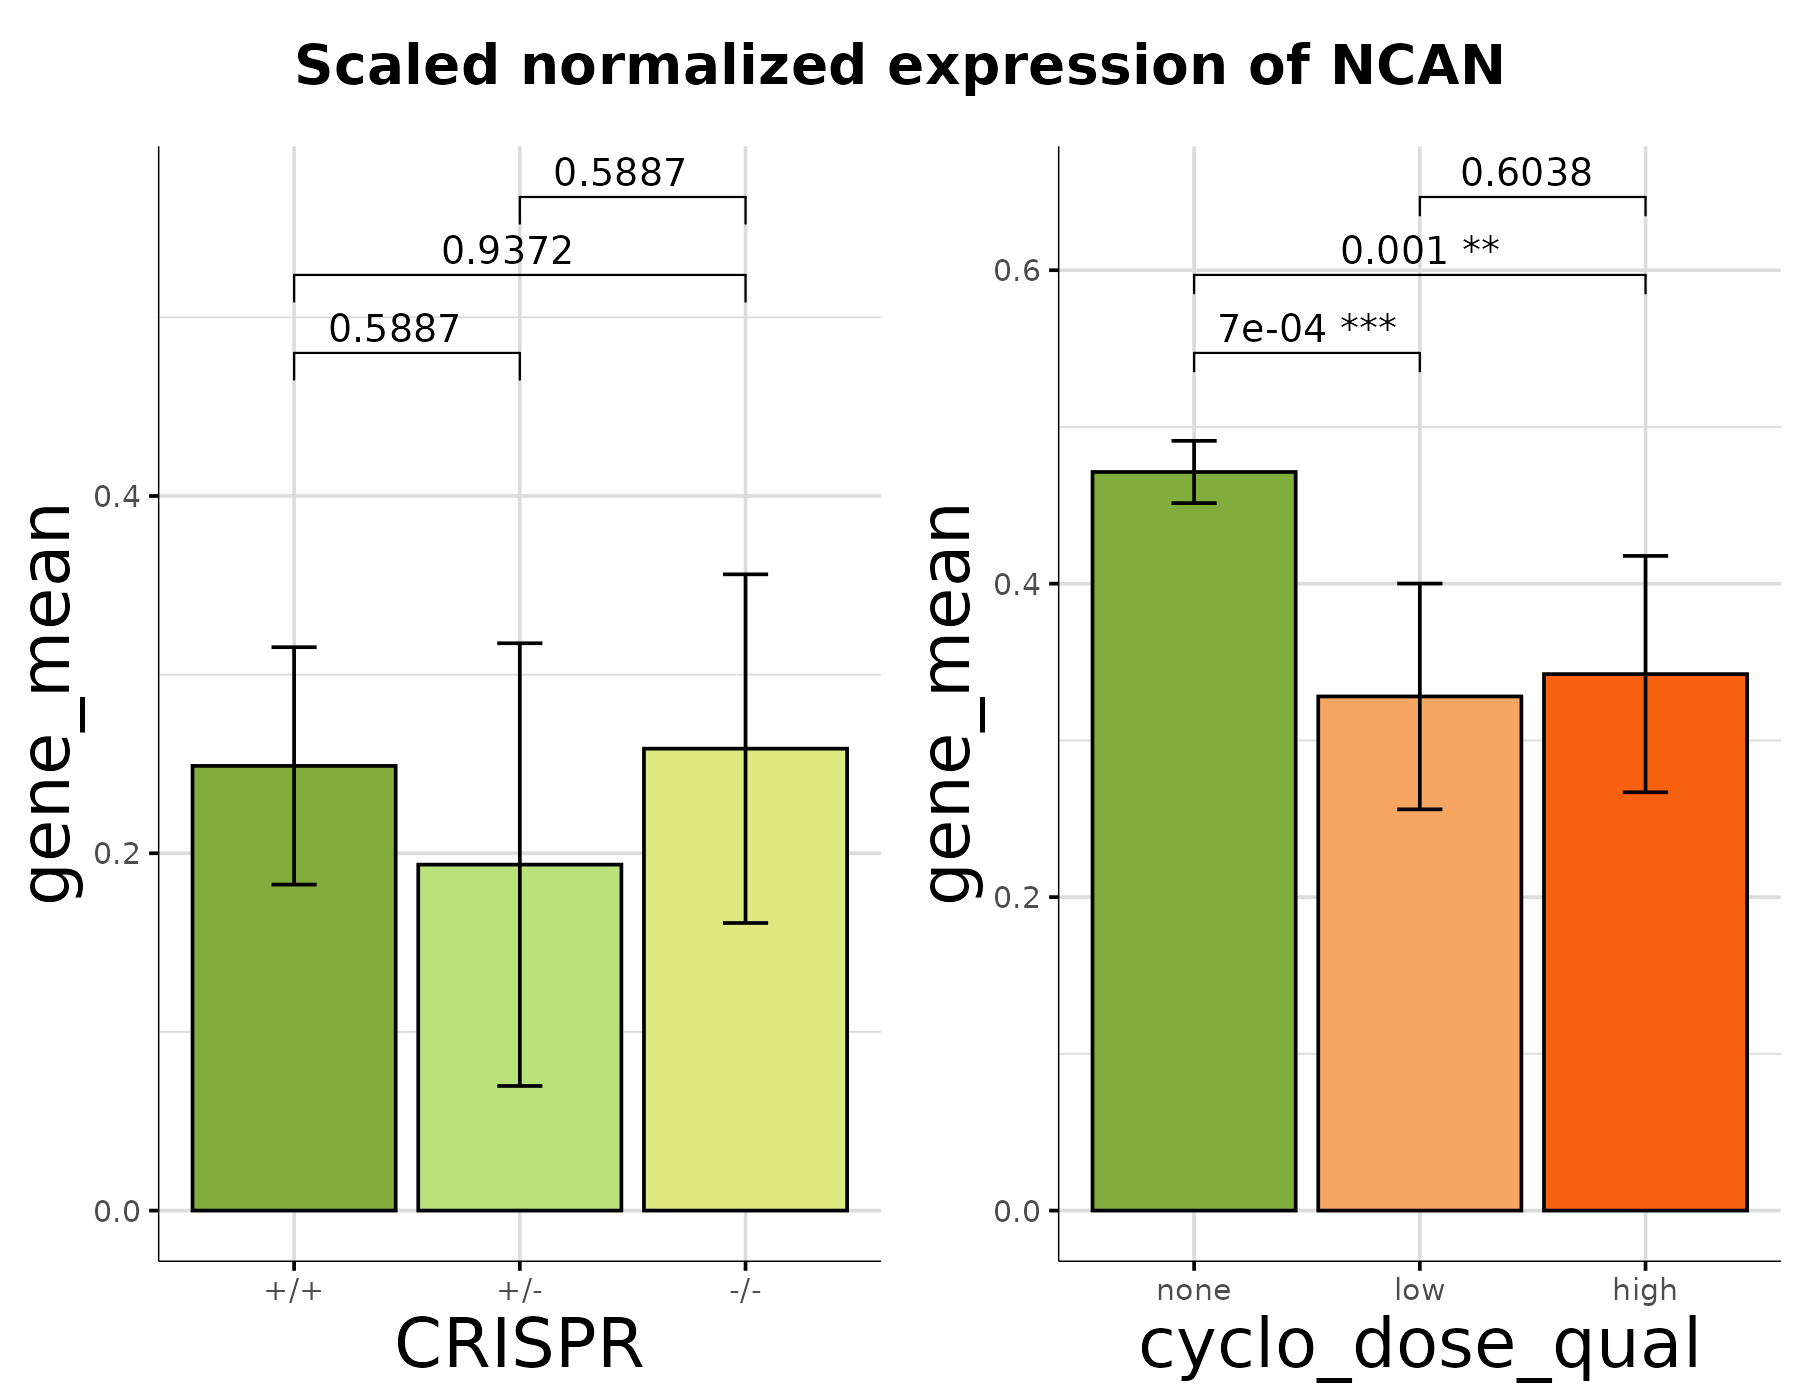 Scaled normalized expression of NCAN
gene_mean
0.5887
0.9372
0.5887
0.4
0.2
0.0
+/+ +/- -/-
CRISPR
gene_mean
0.6038
0.001 **
7e-04 ***
0.6
0.4
0.2
0.0
none low high
cyclo_dose_qual